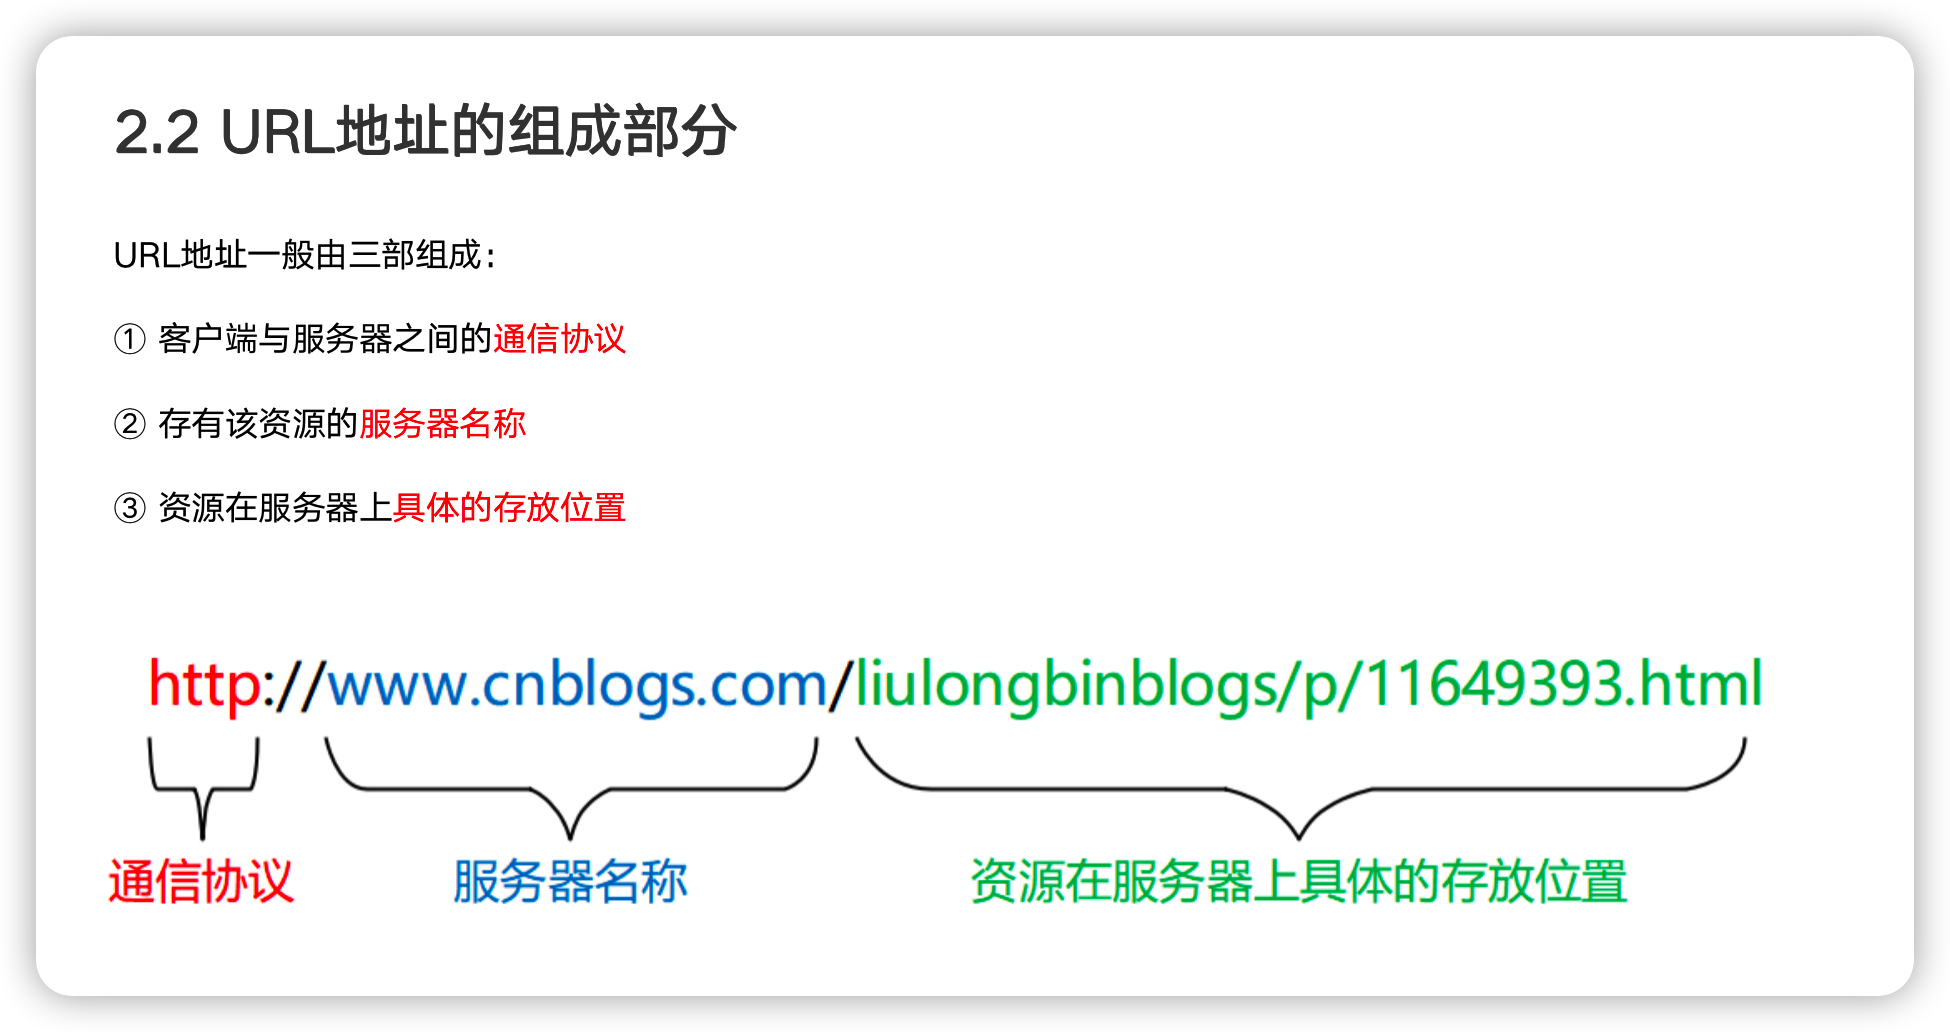 2.2 URL地址的组成部分
URL地址一般由三部组成：
① 客户端与服务器之间的通信协议
② 存有该资源的服务器名称
③ 资源在服务器上具体的存放位置
http://www.cnblogs.com/liulongbinblogs/p/11649393.html
通信协议 服务器名称 资源在服务器上具体的存放位置